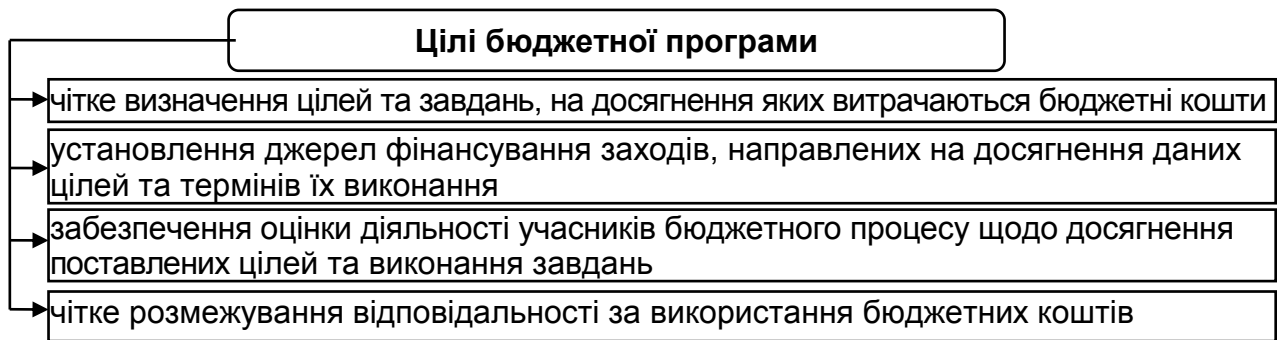 Цілі бюджетної програми
чітке визначення цілей та завдань, на досягнення яких витрачаються бюджетні кошти
установлення джерел фінансування заходів, направлених на досягнення даних
цілей та термінів їх виконання
забезпечення оцінки діяльності учасників бюджетного процесу щодо досягнення
поставлених цілей та виконання завдань
чітке розмежування відповідальності за використання бюджетних коштів